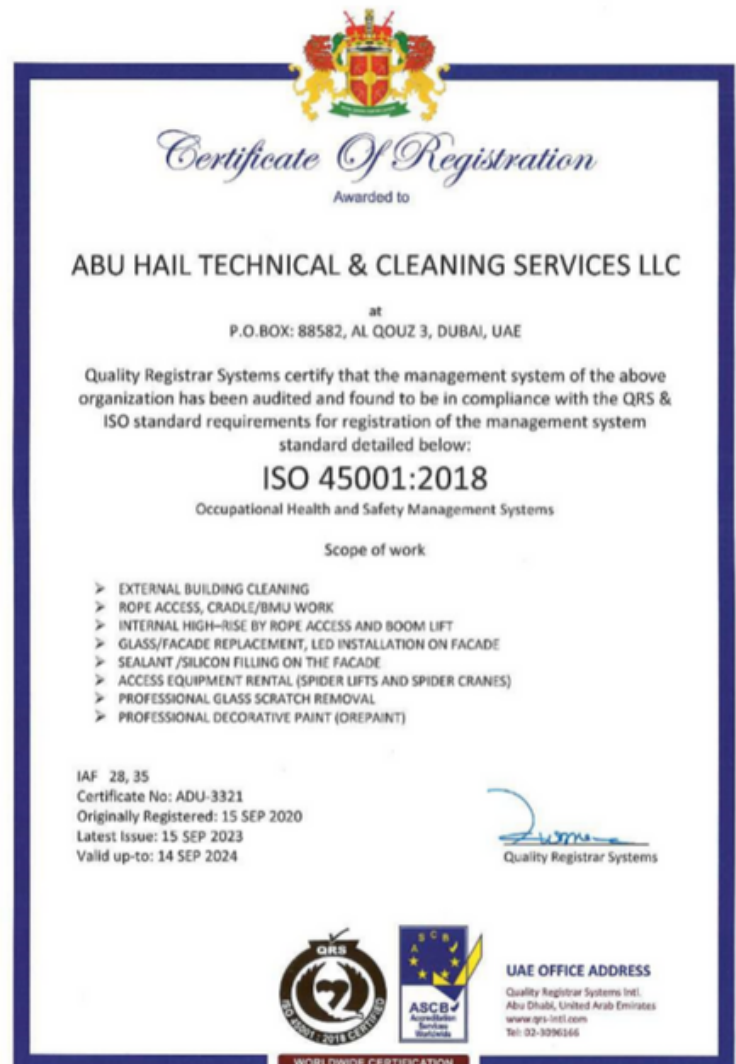 Certificate Of Registration
Awarded to
ABU HAIL TECHNICAL & CLEANING SERVICES LLC
at
P.O.BOX: 88582, AL QOUZ 3, DUBAI, UAE
Quality Registrar Systems certify that the management system of the above
organization has been audited and found to be in compliance with the QRS &
ISO standard requirements for registration of the management system
standard detailed below:
ISO 45001:2018
Occupational Health and Safety Management Systems
Scope of work
➤ EXTERNAL BUILDING CLEANING
➤ ROPE ACCESS, CRADLE/BMU WORK
➤ INTERNAL HIGH–RISE BY ROPE ACCESS AND BOOM LIFT
➤ GLASS/FACADE REPLACEMENT, LED INSTALLATION ON FACADE
➤ SEALANT /SILICON FILLING ON THE FACADE
➤ ACCESS EQUIPMENT RENTAL (SPIDER LIFTS AND SPIDER CRANES)
➤ PROFESSIONAL GLASS SCRATCH REMOVAL
➤ PROFESSIONAL DECORATIVE PAINT (OREPAINT)
IAF 28, 35
Certificate No: ADU-3321
Originally Registered: 15 SEP 2020
Latest Issue: 15 SEP 2023
Valid up-to: 14 SEP 2024
Quality Registrar Systems
QRS
ISO 45001 : 2018 CERTIFIED
ASCB
ASCB
Accreditation
Services
Worldwide
UAE OFFICE ADDRESS
Quality Registrar Systems Intl.
Abu Dhabi, United Arab Emirates
www.qrs-intl.com
Tel: 02-3096166
WORLDWIDE CERTIFICATION